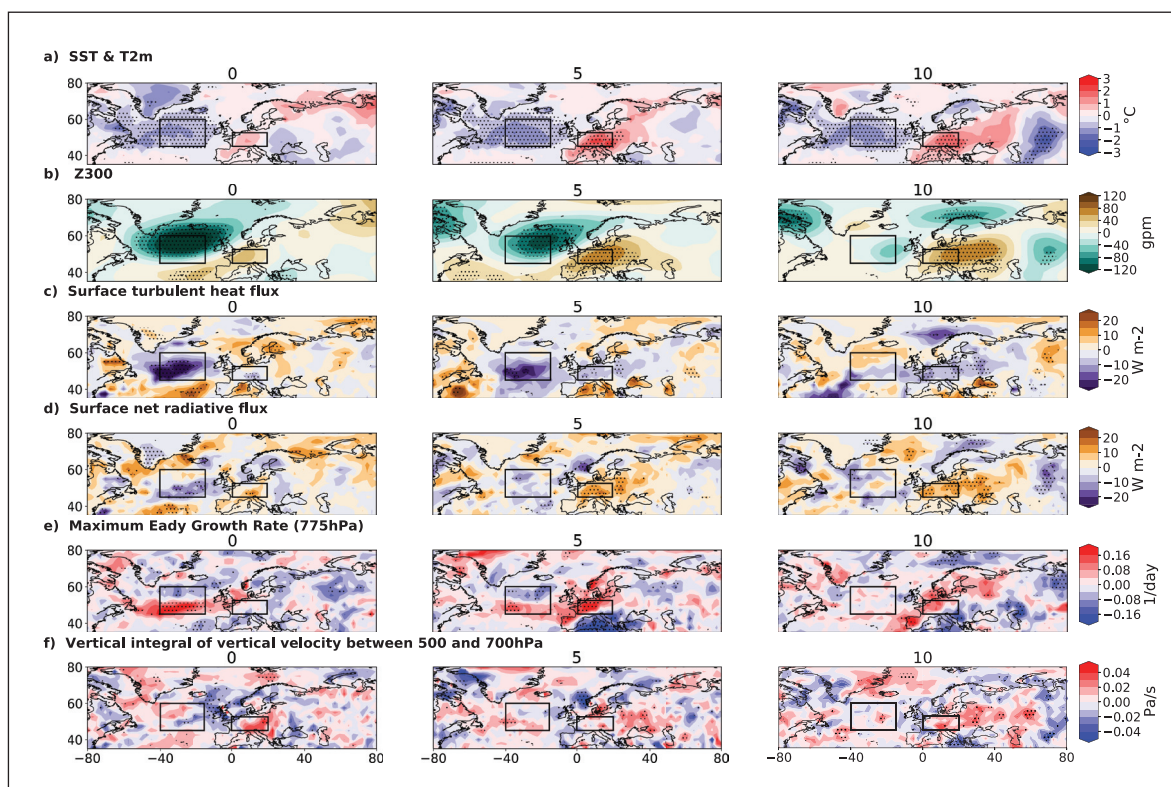 a) SST & T2m
0 5 10
80
60
40
3
2
1
0
−1
−2
−3
°C
b) Z300
0 5 10
80
60
40
120
80
40
0
−40
−80
−120
gpm
c) Surface turbulent heat flux
0 5 10
80
60
40
20
10
0
−10
−20
W m-2
d) Surface net radiative flux
0 5 10
80
60
40
20
10
0
−10
−20
W m-2
e) Maximum Eady Growth Rate (775hPa)
0 5 10
80
60
40
0.16
0.08
0.00
−0.08
−0.16
1/day
f) Vertical integral of vertical velocity between 500 and 700hPa
0 5 10
80
60
40
0.04
0.02
0.00
−0.02
−0.04
Pa/s
−80 −40 0 40 80 −80 −40 0 40 80 −80 −40 0 40 80